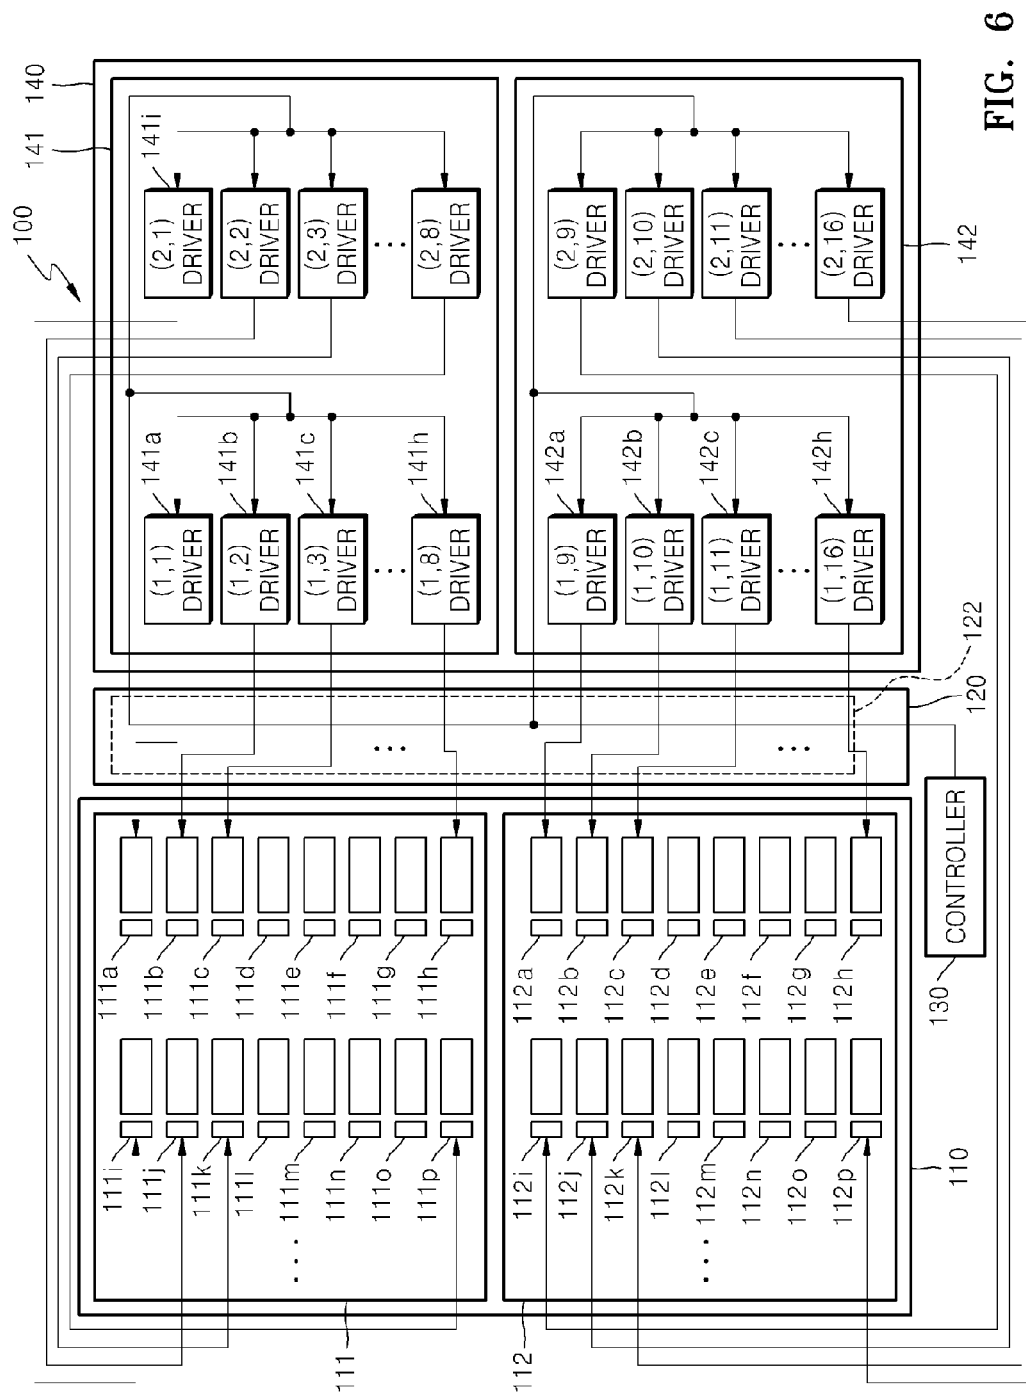 FIG. 6
100
140
141
141i
(2,1)
DRIVER
(2,2)
DRIVER
(2,3)
DRIVER
...
(2,8)
DRIVER
(2,9)
DRIVER
(2,10)
DRIVER
(2,11)
DRIVER
...
(2,16)
DRIVER
142
141a
141b
141c
141h
142a
142b
142c
142h
(1,1)
DRIVER
(1,2)
DRIVER
(1,3)
DRIVER
...
(1,8)
DRIVER
(1,9)
DRIVER
(1,10)
DRIVER
(1,11)
DRIVER
...
(1,16)
DRIVER
122
120
...
...
CONTROLLER
130
111a
111b
111c
111d
111e
111f
111g
111h
112a
112b
112c
112d
112e
112f
112g
112h
111i
111j
111k
111l
111m
111n
111o
111p
112i
112j
112k
112l
112m
112n
112o
112p
110
...
...
111
112